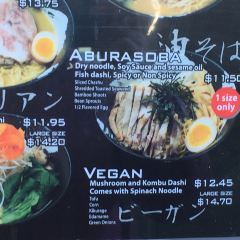 $13.75
ABURASOBA
油そば
Dry noodle, Soy Sauce and sesame oil
Fish dashi, Spicy or Non Spicy
Sliced Chashu
Shredded Toasted Seaweed
Bamboo Shoots
Bean Sprouts
1/2 Flavored Egg
$11.50
1 size only
リアン
$11.95
LARGE SIZE
$14.20
VEGAN
Mushroom and Kombu Dashi
Comes with Spinach Noodle
Tofu
Corn
Kikurage
Edamame
Green Onions
$12.45
LARGE SIZE
$14.70
ビーガン